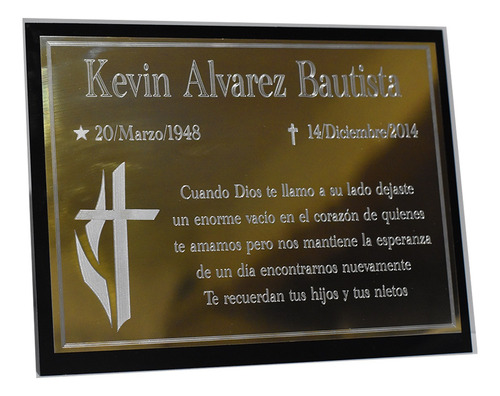 Kevin Alvarez Bautista
★ 20/Marzo/1948 ✝ 14/Diciembre/2014
Cuando Dios te llamo a su lado dejaste
un enorme vacio en el corazón de quienes
te amamos pero nos mantiene la esperanza
de un día encontrarnos nuevamente
Te recuerdan tus hijos y tus nietos